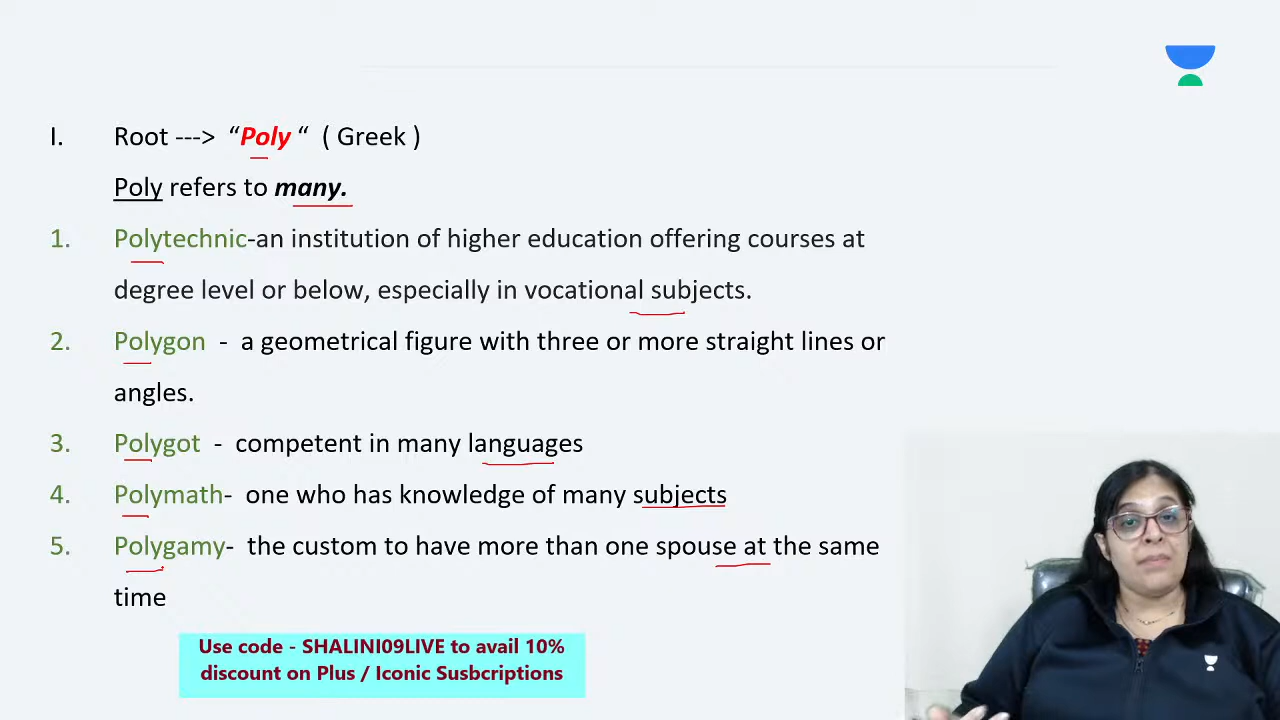 I. Root ---> “Poly “ ( Greek )
Poly refers to many.
1. Polytechnic-an institution of higher education offering courses at
degree level or below, especially in vocational subjects.
2. Polygon - a geometrical figure with three or more straight lines or
angles.
3. Polygot - competent in many languages
4. Polymath- one who has knowledge of many subjects
5. Polygamy- the custom to have more than one spouse at the same
time
Use code - SHALINI09LIVE to avail 10%
discount on Plus / Iconic Susbcriptions